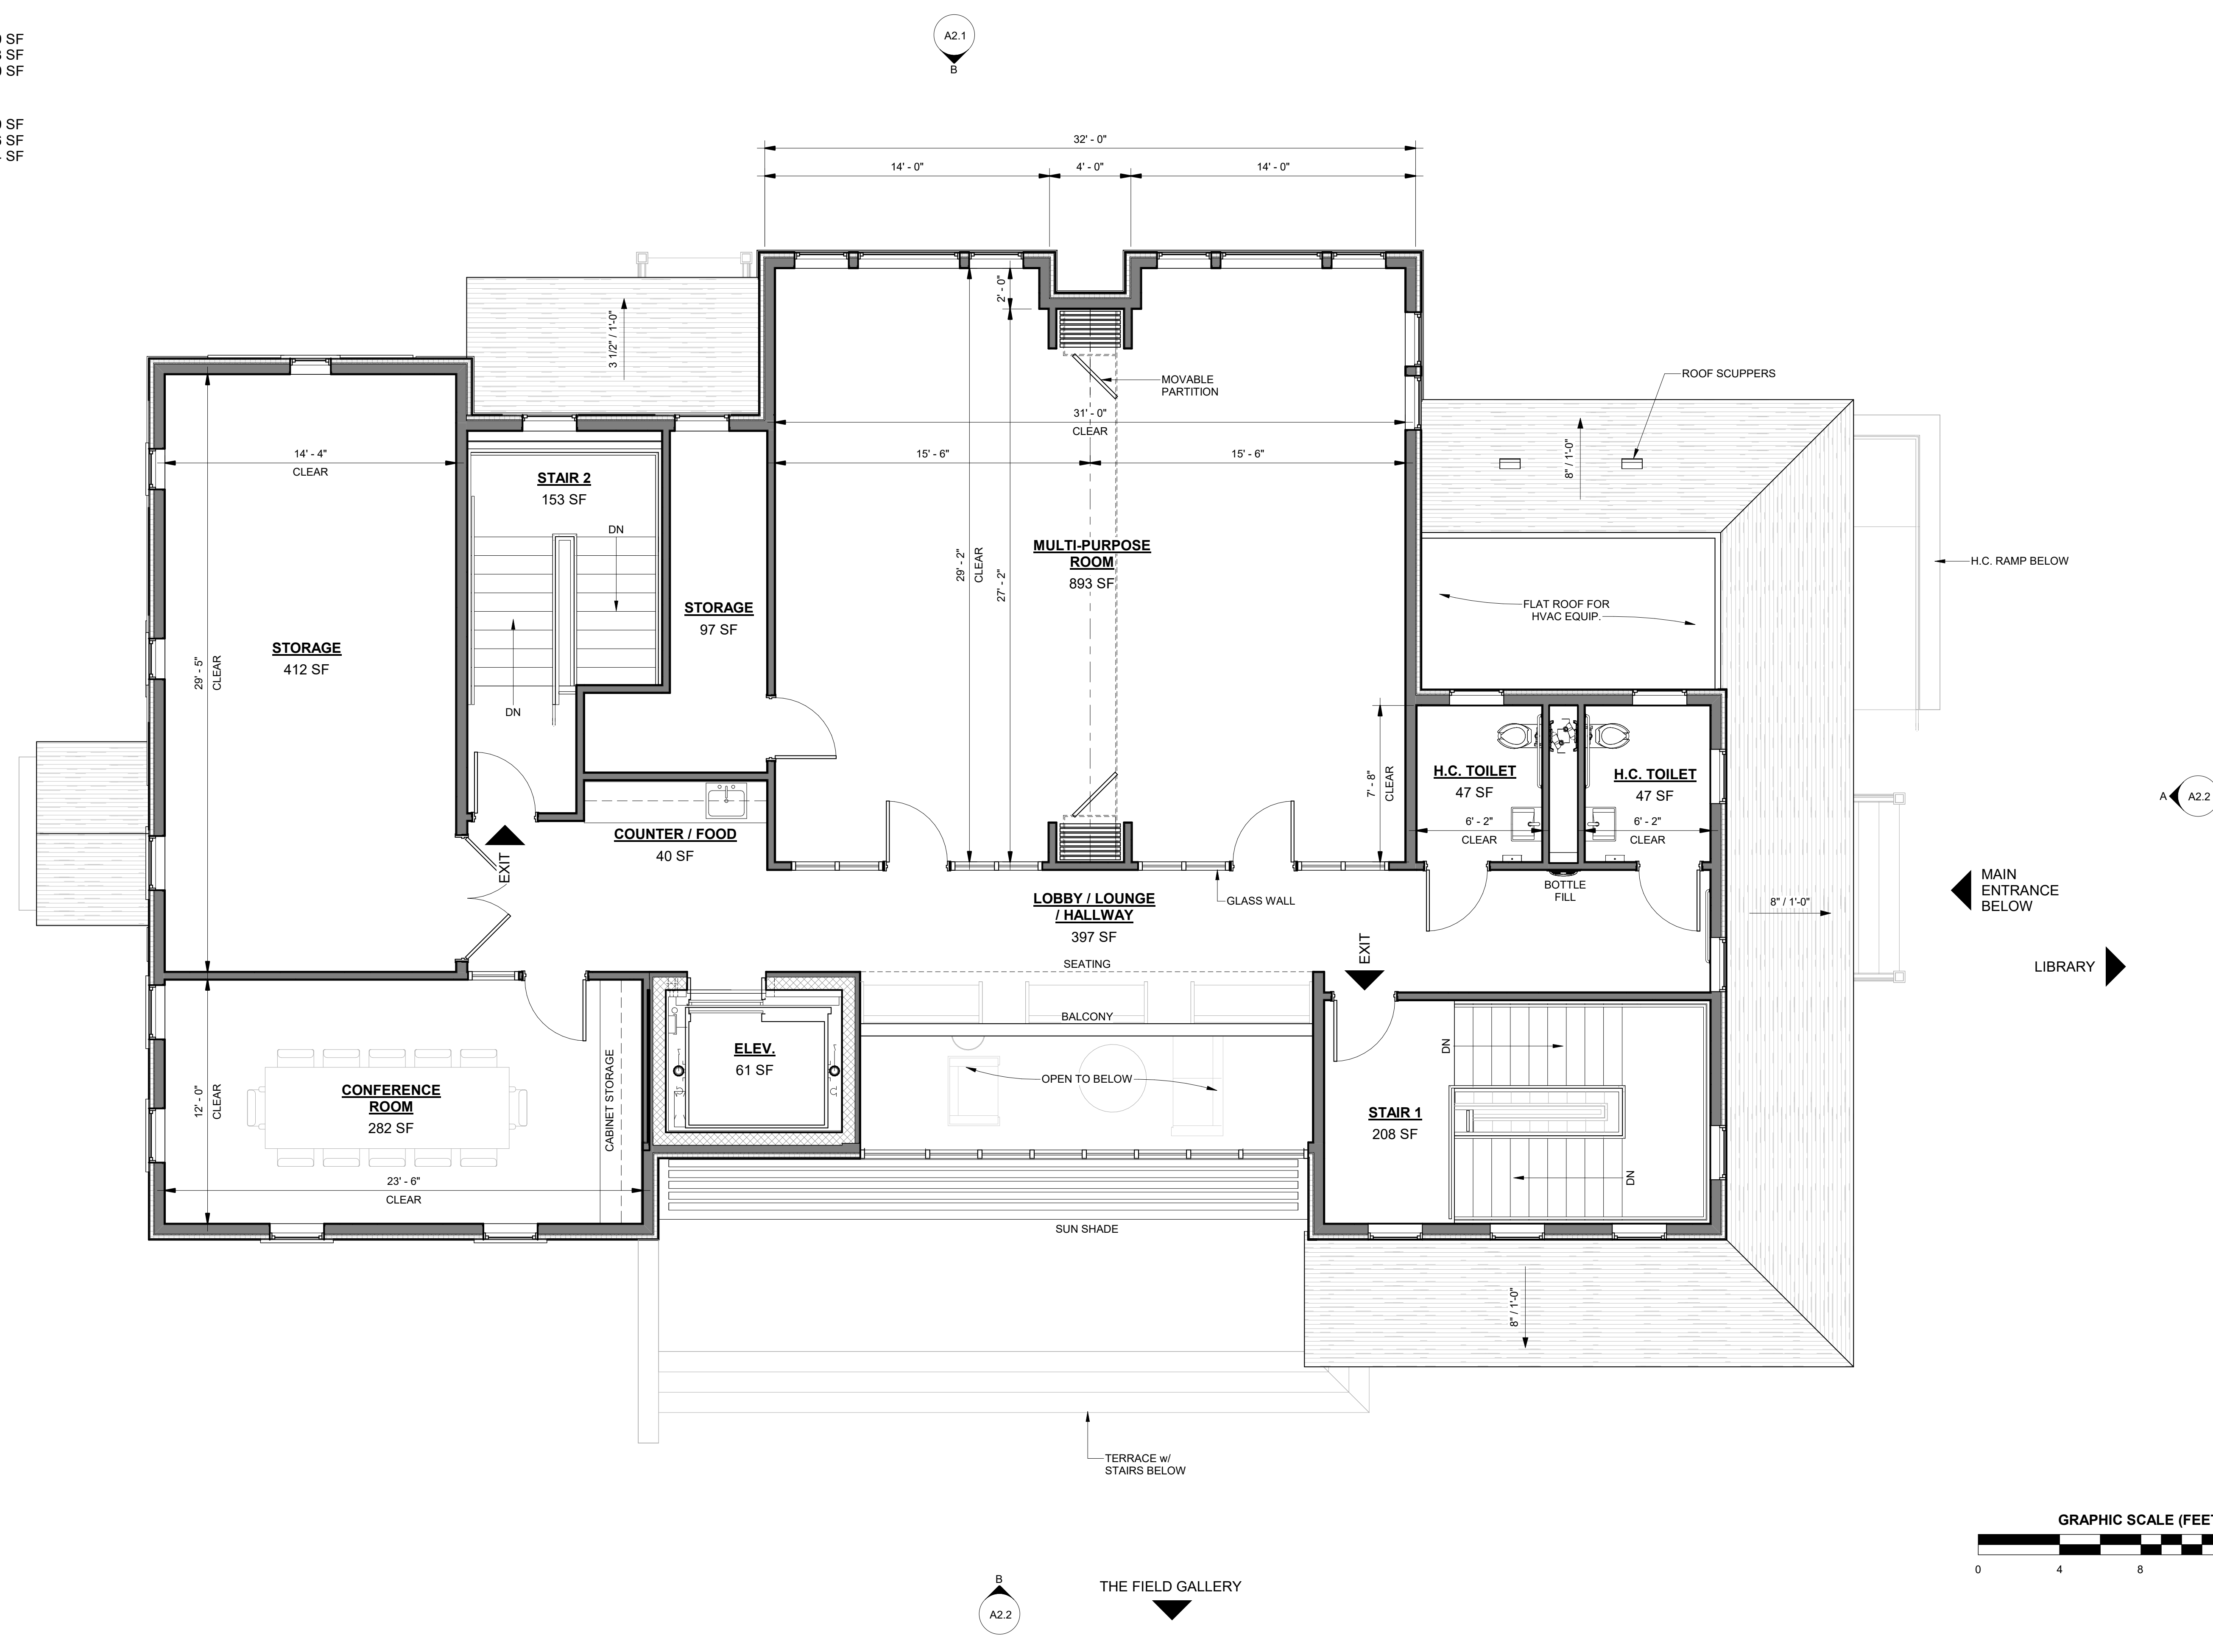 SF
SF
SF
SF
SF
SF
A2.1
B
32' - 0"
14' - 0"
4' - 0"
14' - 0"
2' - 0"
3 1/2" / 1'-0"
MOVABLE
PARTITION
ROOF SCUPPERS
31' - 0"
CLEAR
8" / 1'-0"
14' - 4"
CLEAR
15' - 6"
15' - 6"
STAIR 2
153 SF
DN
DN
29' - 2"
CLEAR
27' - 2"
MULTI-PURPOSE
ROOM
893 SF
H.C. RAMP BELOW
FLAT ROOF FOR
HVAC EQUIP.
STORAGE
97 SF
STORAGE
412 SF
29' - 5"
CLEAR
7' - 8"
CLEAR
H.C. TOILET
47 SF
H.C. TOILET
47 SF
6' - 2"
CLEAR
6' - 2"
CLEAR
A
A2.2
COUNTER / FOOD
40 SF
EXIT
BOTTLE
FILL
MAIN
ENTRANCE
BELOW
LOBBY / LOUNGE
/ HALLWAY
397 SF
GLASS WALL
8" / 1'-0"
EXIT
SEATING
LIBRARY
BALCONY
ELEV.
61 SF
OPEN TO BELOW
DN
CONFERENCE
ROOM
282 SF
12' - 0"
CLEAR
CABINET STORAGE
STAIR 1
208 SF
DN
23' - 6"
CLEAR
SUN SHADE
8" / 1'-0"
TERRACE w/
STAIRS BELOW
GRAPHIC SCALE (FEET
0
4
8
B
A2.2
THE FIELD GALLERY